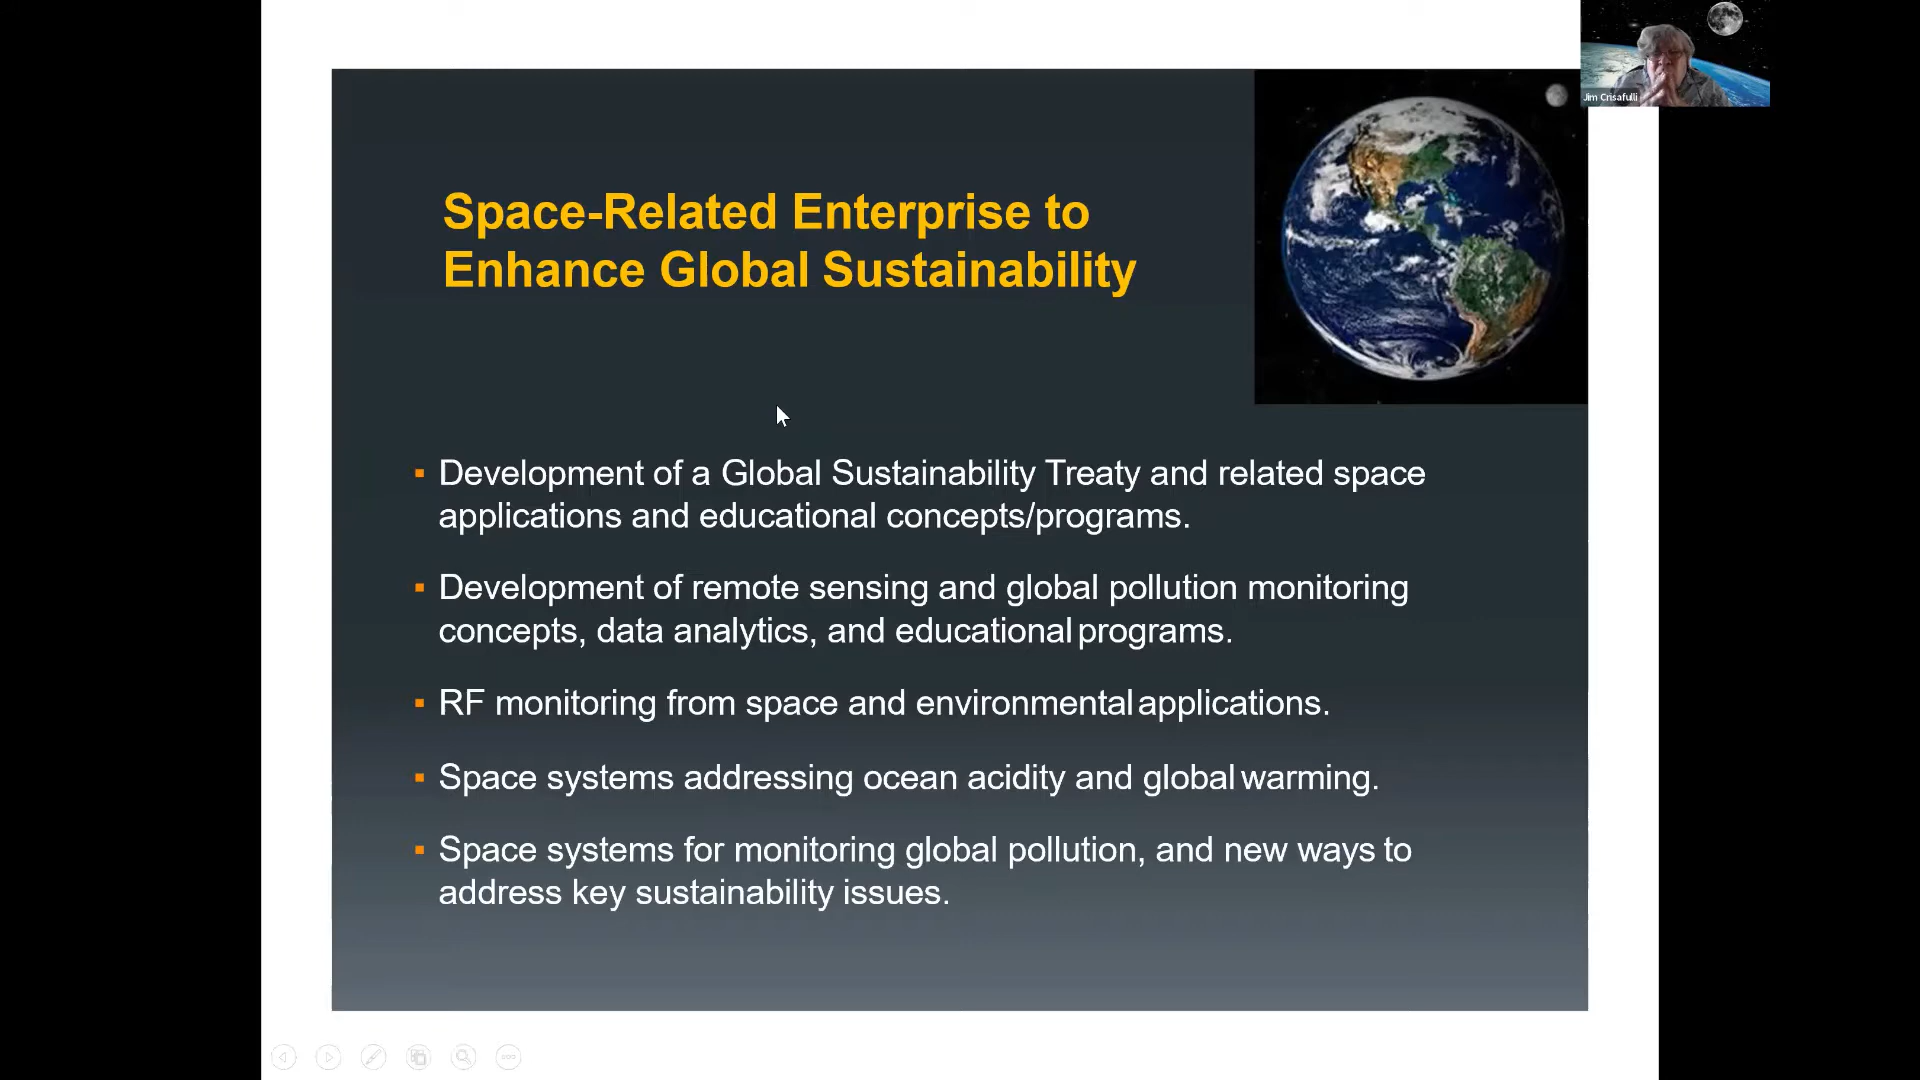 Jim Crisafulli
Space-Related Enterprise to
Enhance Global Sustainability
▪ Development of a Global Sustainability Treaty and related space
applications and educational concepts/programs.
▪ Development of remote sensing and global pollution monitoring
concepts, data analytics, and educational programs.
▪ RF monitoring from space and environmental applications.
▪ Space systems addressing ocean acidity and global warming.
▪ Space systems for monitoring global pollution, and new ways to
address key sustainability issues.